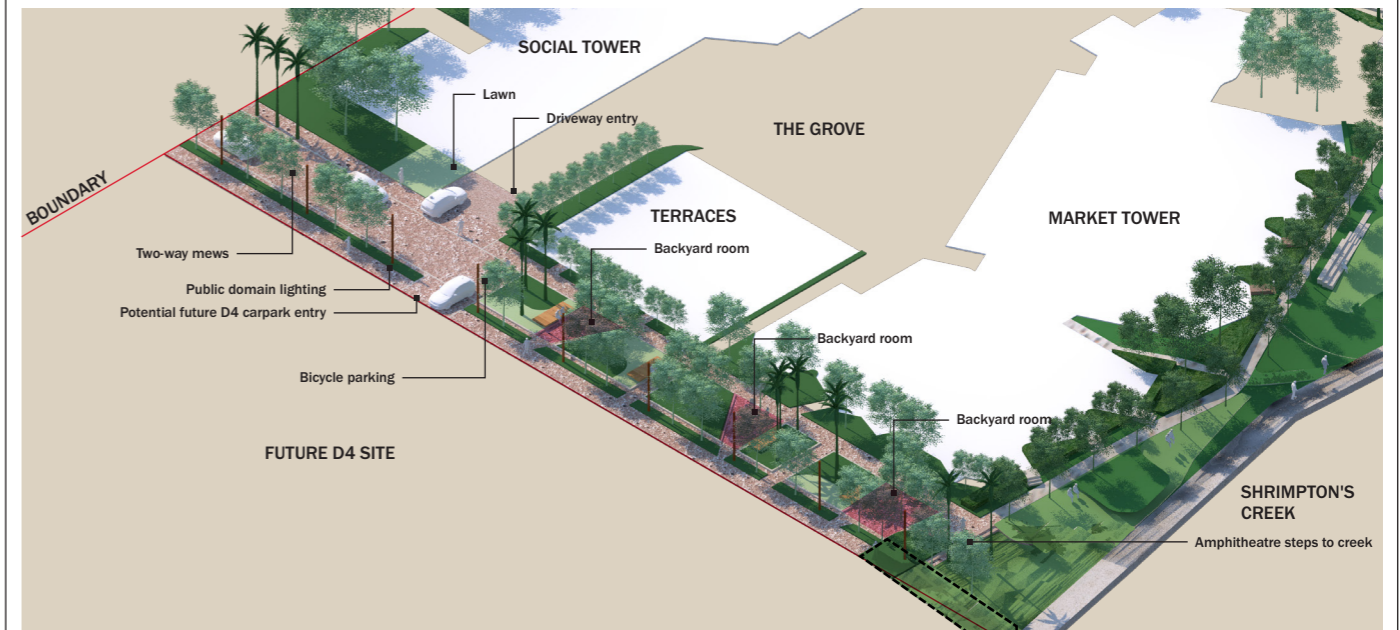 SOCIAL TOWER
Lawn
Driveway entry
THE GROVE
BOUNDARY
TERRACES
MARKET TOWER
Backyard room
Two-way mews
Public domain lighting
Potential future D4 carpark entry
Backyard room
Bicycle parking
Backyard room
FUTURE D4 SITE
SHRIMPTON'S
CREEK
Amphitheatre steps to creek